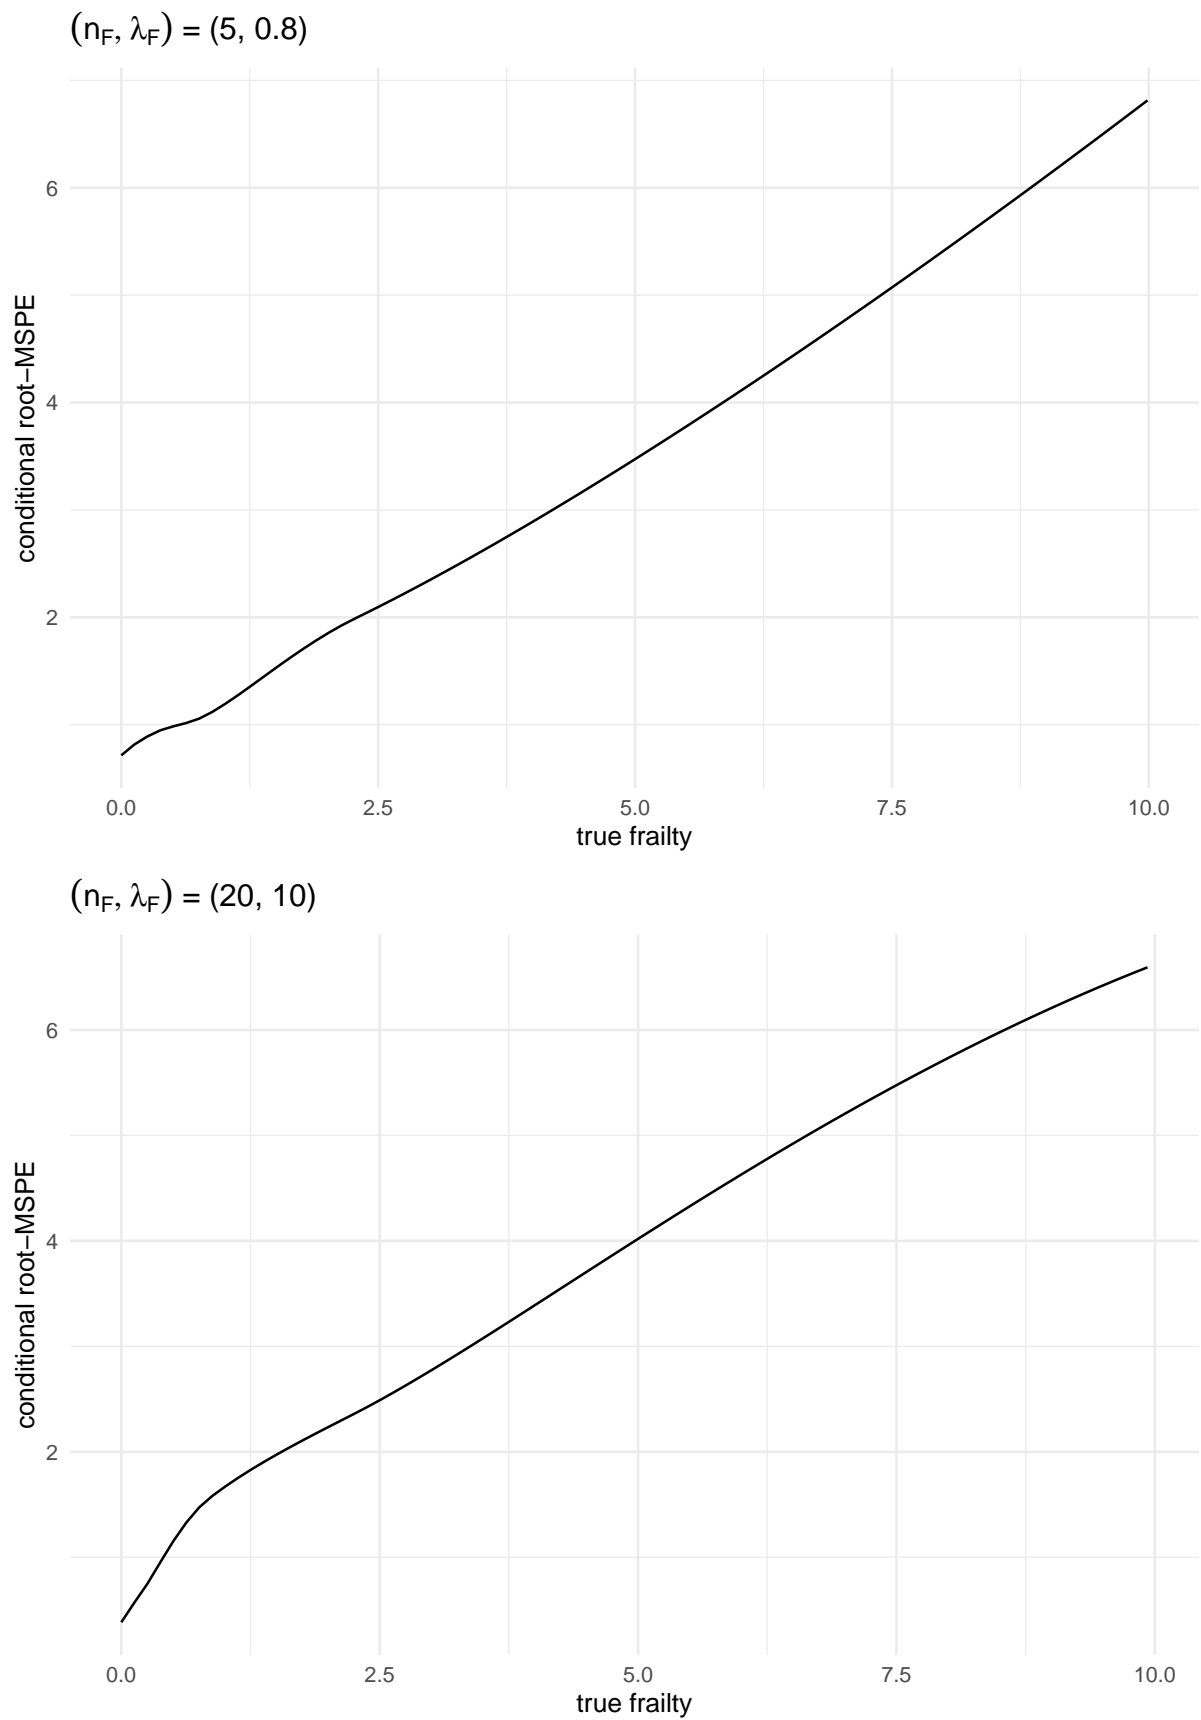 (n_F, λ_F) = (5, 0.8)
6
4
2
conditional root−MSPE
0.0 2.5 5.0 7.5 10.0
true frailty
(n_F, λ_F) = (20, 10)
6
4
2
conditional root−MSPE
0.0 2.5 5.0 7.5 10.0
true frailty